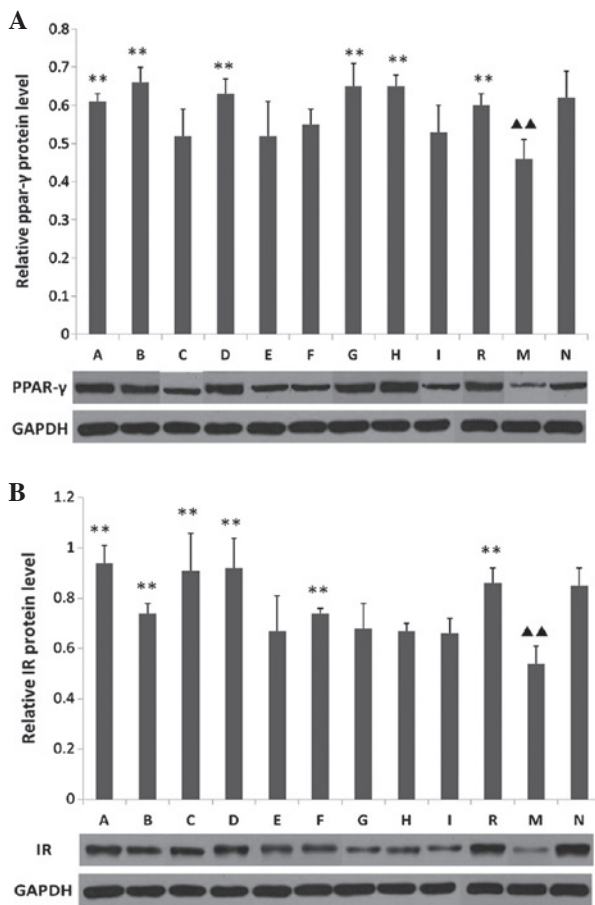 A
Relative ppar-γ protein level
0.8
0.7
0.6
0.5
0.4
0.3
0.2
0.1
0
** ** ** ** ** ** ▲▲
A B C D E F G H I R M N
PPAR-γ
GAPDH
B
Relative IR protein level
1.2
1
0.8
0.6
0.4
0.2
0
** ** ** ** ** ** ▲▲
A B C D E F G H I R M N
IR
GAPDH